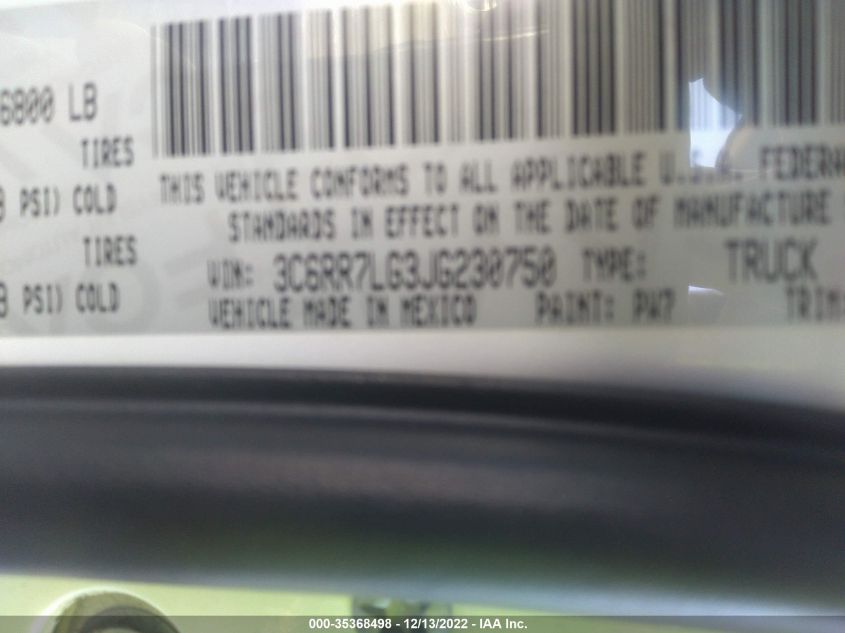 6800 LB
TIRES
PSI) COLD
TIRES
PSI) COLD
THIS VEHICLE CONFORMS TO ALL APPLICABLE
STANDARDS IN EFFECT ON THE DATE OF MANUFACTURE
VIN: 3C6RR7LG3JG230750 TYPE: TRUCK
VEHICLE MADE IN MEXICO PAINT: PW7 TRIM:
000-35368498 - 12/13/2022 - IAA Inc.